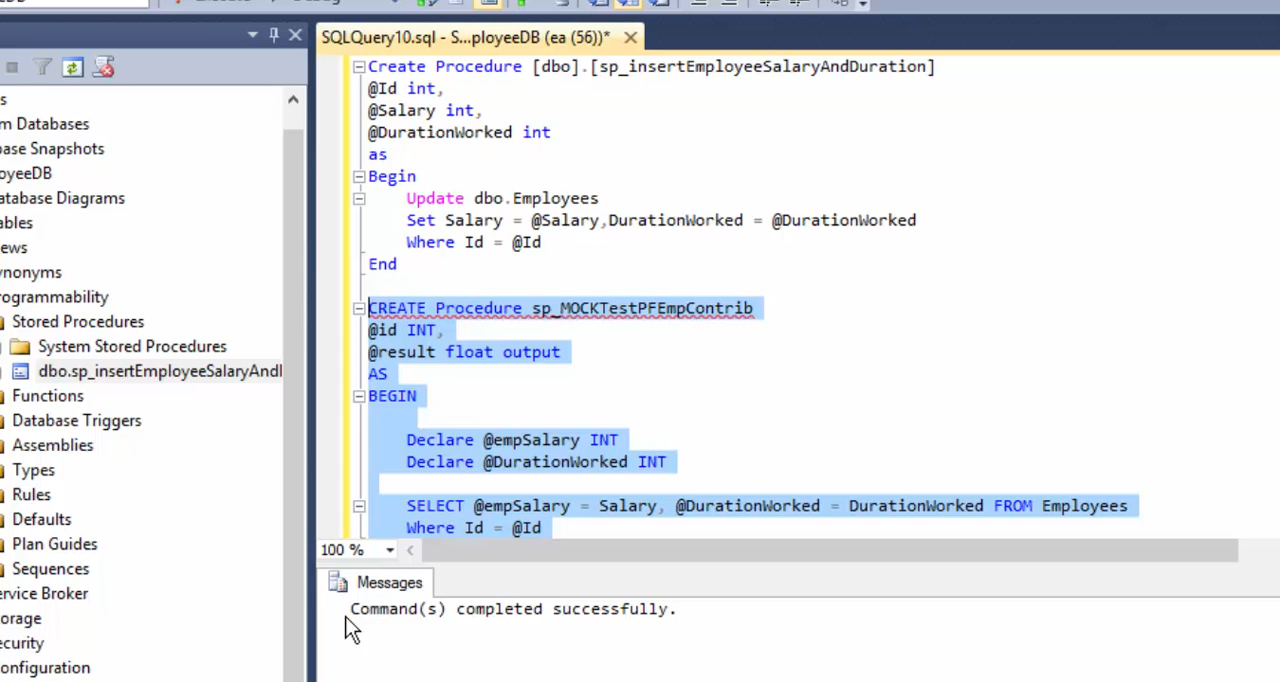 SQLQuery10.sql - S...ployeeDB (ea (56))*
s
m Databases
base Snapshots
oyeeDB
atabase Diagrams
ables
ews
ynonyms
rogrammability
Stored Procedures
System Stored Procedures
dbo.sp_insertEmployeeSalaryAndI
Functions
Database Triggers
Assemblies
Types
Rules
Defaults
Plan Guides
Sequences
ervice Broker
orage
ecurity
onfiguration
Create Procedure [dbo].[sp_insertEmployeeSalaryAndDuration]
@Id int,
@Salary int,
@DurationWorked int
as
Begin
Update dbo.Employees
Set Salary = @Salary,DurationWorked = @DurationWorked
Where Id = @Id
End
CREATE Procedure sp_MOCKTestPFEmpContrib
@id INT,
@result float output
AS
BEGIN
Declare @empSalary INT
Declare @DurationWorked INT
SELECT @empSalary = Salary, @DurationWorked = DurationWorked FROM Employees
Where Id = @Id
100 %
Messages
Command(s) completed successfully.